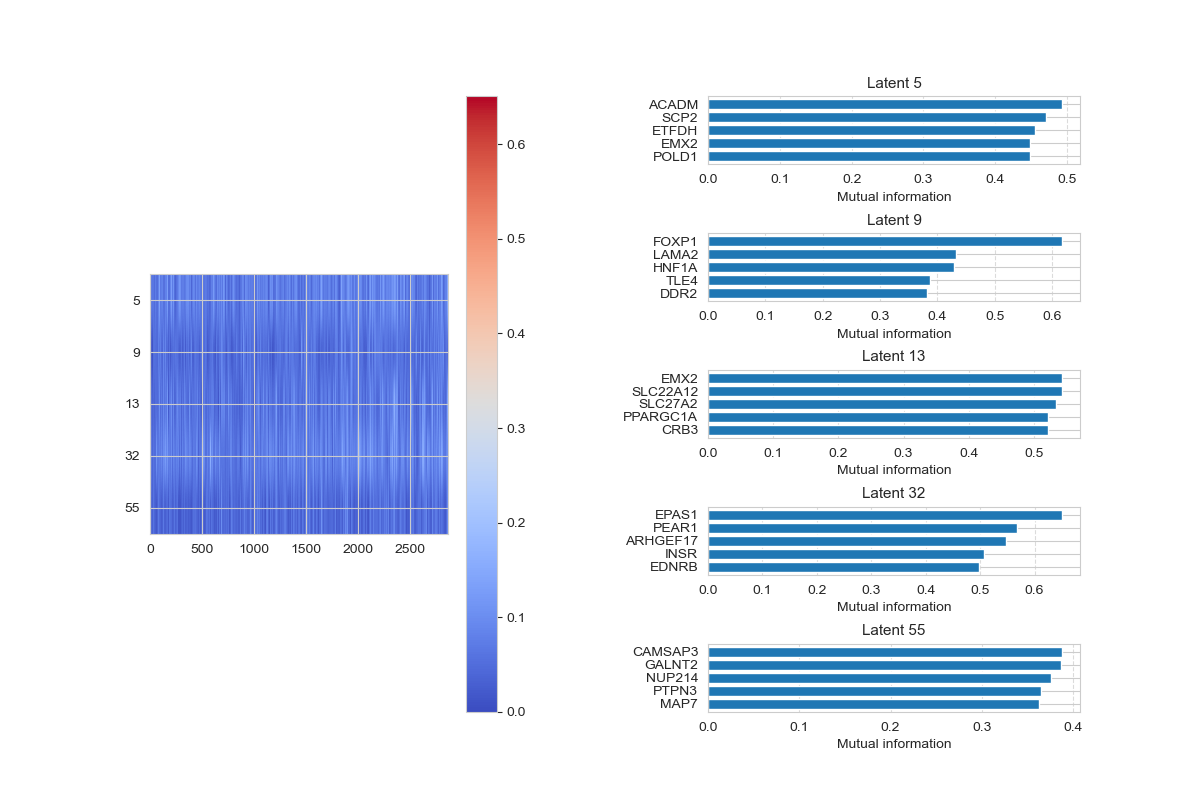 5
9
13
32
55
0 500 1000 1500 2000 2500
0.6
0.5
0.4
0.3
0.2
0.1
0.0
Latent 5
ACADM
SCP2
ETFDH
EMX2
POLD1
0.0 0.1 0.2 0.3 0.4 0.5
Mutual information
Latent 9
FOXP1
LAMA2
HNF1A
TLE4
DDR2
0.0 0.1 0.2 0.3 0.4 0.5 0.6
Mutual information
Latent 13
EMX2
SLC22A12
SLC27A2
PPARGC1A
CRB3
0.0 0.1 0.2 0.3 0.4 0.5
Mutual information
Latent 32
EPAS1
PEAR1
ARHGEF17
INSR
EDNRB
0.0 0.1 0.2 0.3 0.4 0.5 0.6
Mutual information
Latent 55
CAMSAP3
GALNT2
NUP214
PTPN3
MAP7
0.0 0.1 0.2 0.3 0.4
Mutual information